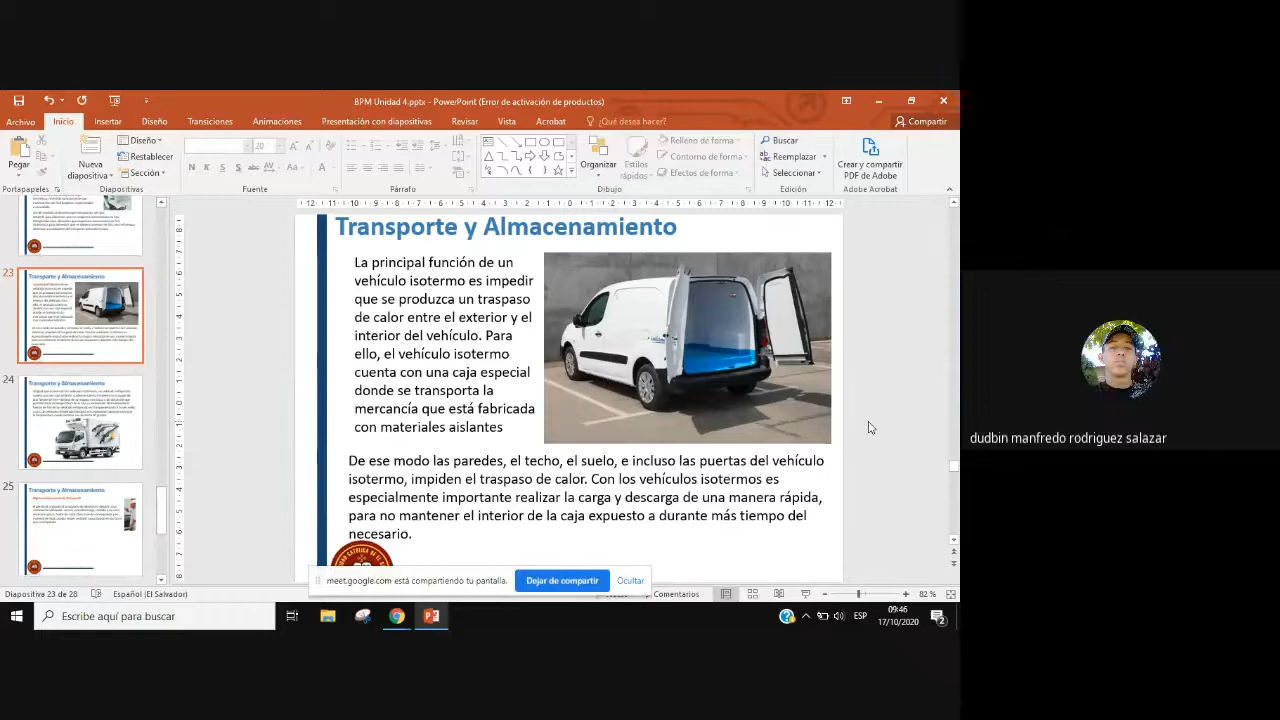 BPM Unidad 4.pptx - PowerPoint (Error de activación de productos)
Archivo Inicio Insertar Diseño Transiciones Animaciones Presentación con diapositivas Revisar Vista Acrobat ¿Qué desea hacer? Compartir
Pegar
Nueva diapositiva
Diseño
Restablecer
Sección
20
N K S S abc AV Aa A
Organizar
Estilos rápidos
Relleno de forma
Contorno de forma
Efectos de forma
Buscar
Reemplazar
Seleccionar
Crear y compartir
PDF de Adobe
Portapapeles Diapositivas Fuente Párrafo Dibujo Edición Adobe Acrobat
23
Transporte y Almacenamiento
24
Transporte y Almacenamiento
25
Transporte y Almacenamiento
Transporte y Almacenamiento
La principal función de un
vehículo isotermo es impedir
que se produzca un traspaso
de calor entre el exterior y el
interior del vehículo. Para
ello, el vehículo isotermo
cuenta con una caja especial
donde se transporta la
mercancía que está fabricada
con materiales aislantes
De ese modo las paredes, el techo, el suelo, e incluso las puertas del vehículo
isotermo, impiden el traspaso de calor. Con los vehículos isotermos es
especialmente importante realizar la carga y descarga de una manera rápida,
para no mantener al interior de la caja expuesto a durante más tiempo del
necesario.
meet.google.com está compartiendo tu pantalla. Dejar de compartir Ocultar
Diapositiva 23 de 28 Español (El Salvador) Comentarios 82 %
Escribe aquí para buscar
ESP
09:46
17/10/2020
2
dudbin manfredo rodriguez salazar